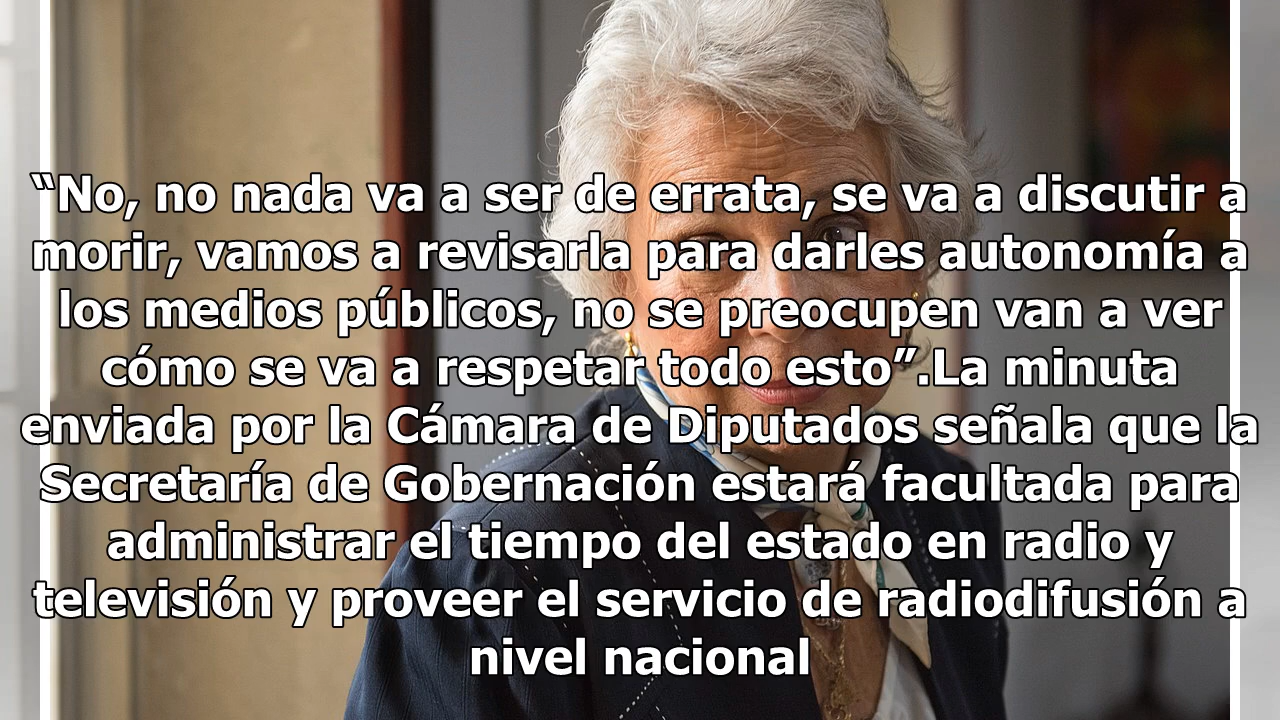 “No, no nada va a ser de errata, se va a discutir a
morir, vamos a revisarla para darles autonomía a
los medios públicos, no se preocupen van a ver
cómo se va a respetar todo esto”.La minuta
enviada por la Cámara de Diputados señala que la
Secretaría de Gobernación estará facultada para
administrar el tiempo del estado en radio y
televisión y proveer el servicio de radiodifusión a
nivel nacional